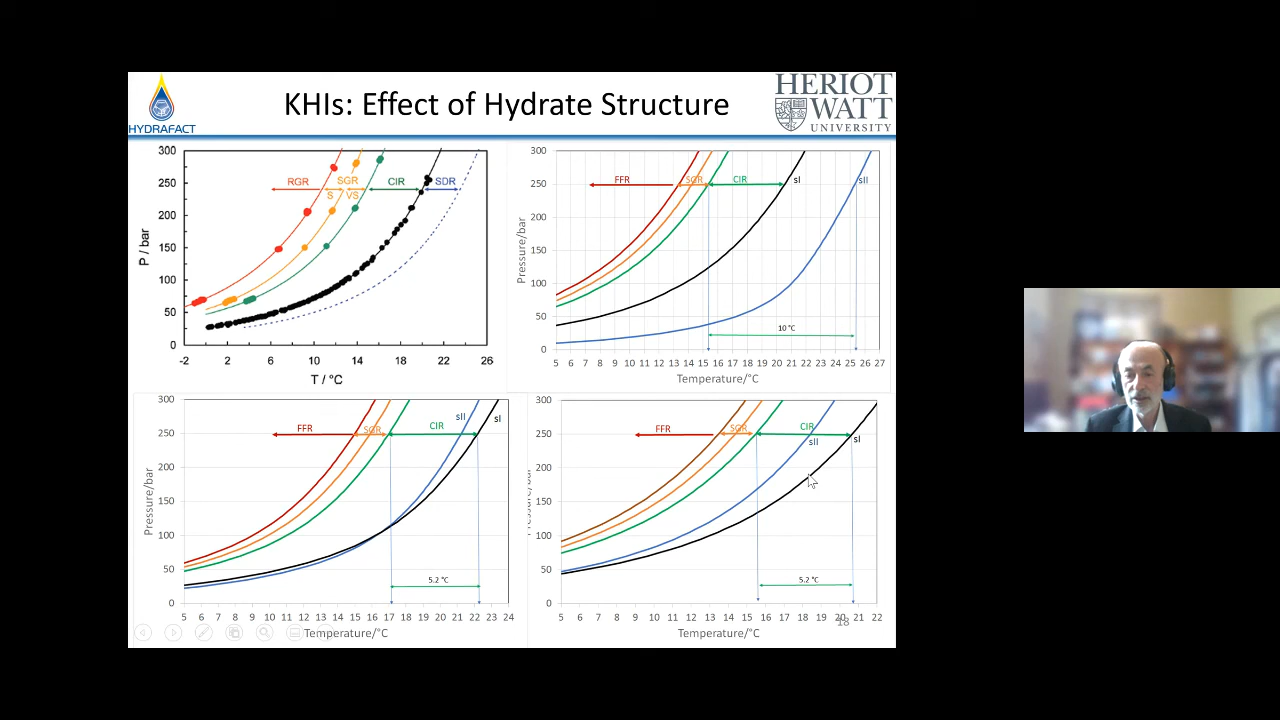 HYDRAFACT
KHIs: Effect of Hydrate Structure
HERIOT
WATT
UNIVERSITY
300
250
200
150
100
50
0
P / bar
RGR
SGR
S
VS
CIR
SDR
-2
2
6
10
14
18
22
26
T / °C
300
250
200
150
100
50
0
Pressure/bar
FFR
SGR
CIR
sI
sII
10 °C
5 6 7 8 9 10 11 12 13 14 15 16 17 18 19 20 21 22 23 24 25 26 27
Temperature/°C
300
250
200
150
100
50
0
Pressure/bar
FFR
SGR
CIR
sII
sI
5.2 °C
5 6 7 8 9 10 11 12 13 14 15 16 17 18 19 20 21 22 23 24
Temperature/°C
300
250
200
150
100
50
0
Pressure/bar
FFR
SGR
CIR
sII
sI
5.2 °C
5 6 7 8 9 10 11 12 13 14 15 16 17 18 19 20 21 22
18
Temperature/°C